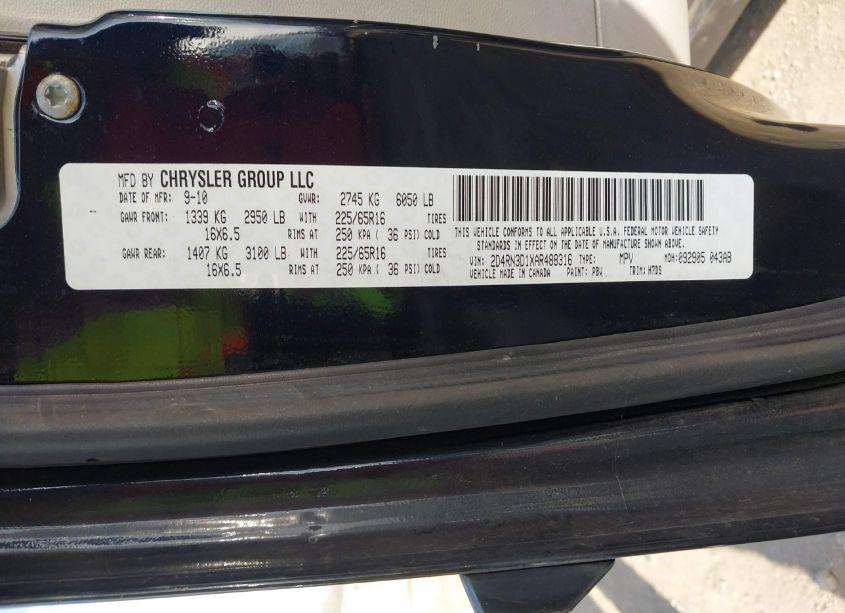 MFD BY CHRYSLER GROUP LLC
DATE OF MFR: 9-10 GVWR: 2745 KG 6050 LB
GAWR FRONT: 1339 KG 2950 LB WITH 225/65R16 TIRES
16X6.5 RIMS AT 250 KPA ( 36 PSI) COLD
GAWR REAR: 1407 KG 3100 LB WITH 225/65R16 TIRES
16X6.5 RIMS AT 250 KPA ( 36 PSI) COLD
THIS VEHICLE CONFORMS TO ALL APPLICABLE U.S.A. FEDERAL MOTOR VEHICLE SAFETY
STANDARDS IN EFFECT ON THE DATE OF MANUFACTURE SHOWN ABOVE.
VIN: 2D4RN3D1XAR488316 TYPE: MPV MDH: 092905 043AB
VEHICLE MADE IN CANADA PAINT: PBV TRIM: H7DS